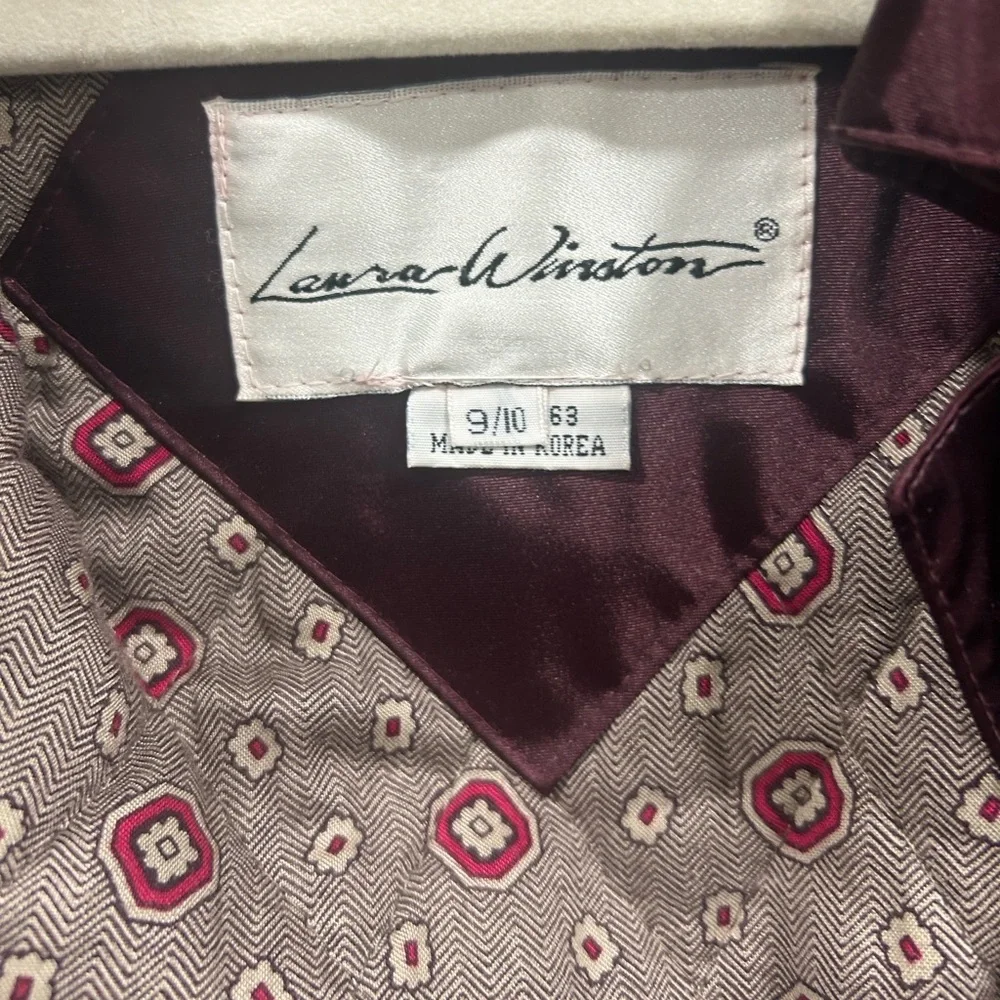 Laura Winston®
9/10 63
MADE IN KOREA